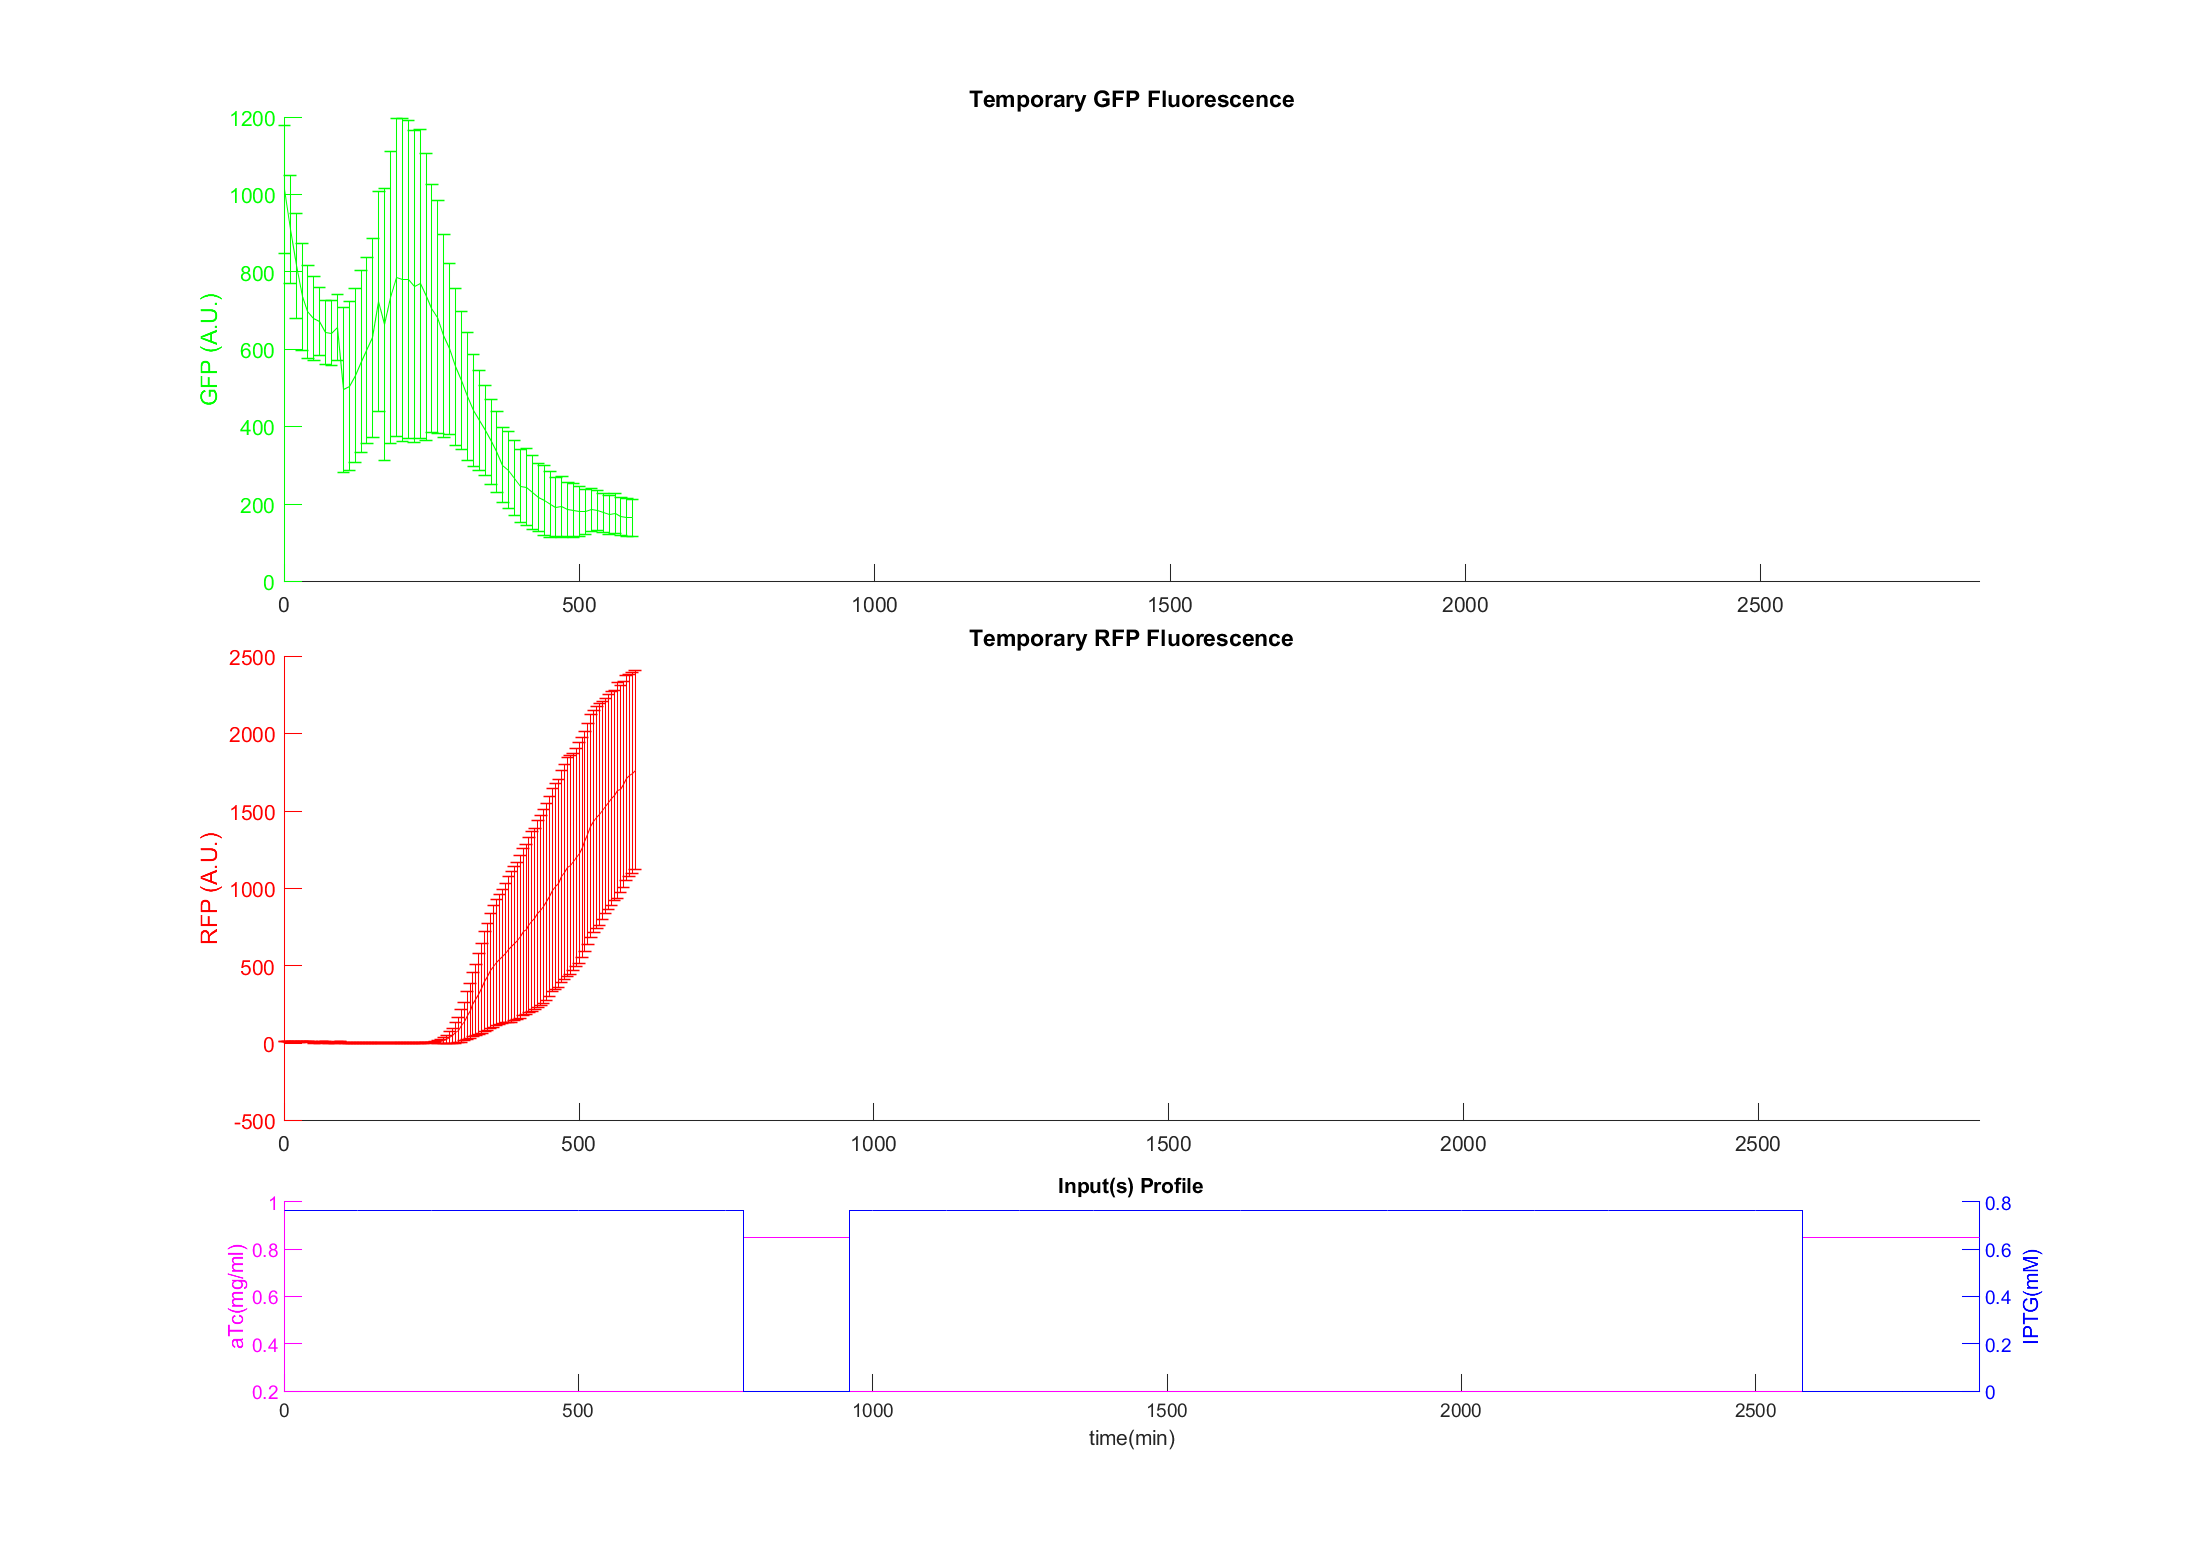 Temporary GFP Fluorescence
1200
1000
800
600
400
200
0
GFP (A.U.)
0 500 1000 1500 2000 2500
Temporary RFP Fluorescence
2500
2000
1500
1000
500
0
-500
RFP (A.U.)
0 500 1000 1500 2000 2500
Input(s) Profile
1
0.8
0.6
0.4
0.2
aTc(mg/ml)
0.8
0.6
0.4
0.2
0
IPTG(mM)
0 500 1000 1500 2000 2500
time(min)